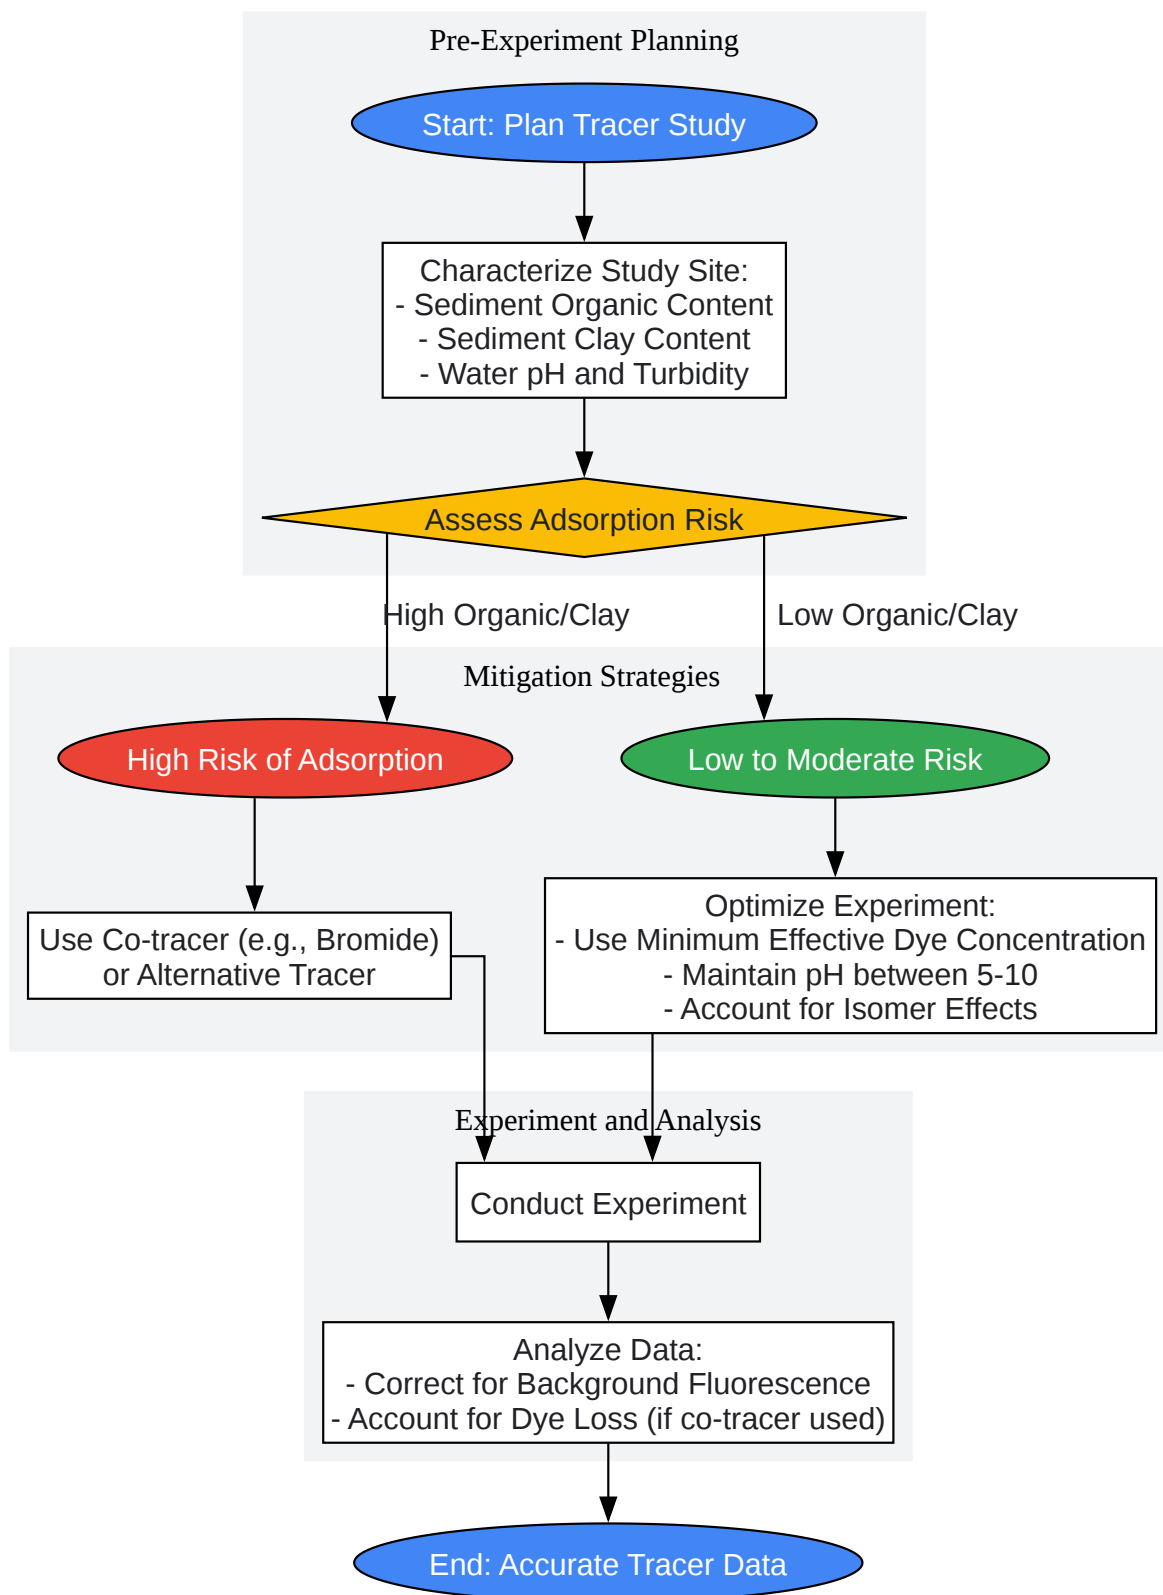 Pre-Experiment Planning
Start: Plan Tracer Study
Characterize Study Site:
- Sediment Organic Content
- Sediment Clay Content
- Water pH and Turbidity
Assess Adsorption Risk
High Organic/Clay
Low Organic/Clay
Mitigation Strategies
High Risk of Adsorption
Low to Moderate Risk
Use Co-tracer (e.g., Bromide)
or Alternative Tracer
Optimize Experiment:
- Use Minimum Effective Dye Concentration
- Maintain pH between 5-10
- Account for Isomer Effects
Experiment and Analysis
Conduct Experiment
Analyze Data:
- Correct for Background Fluorescence
- Account for Dye Loss (if co-tracer used)
End: Accurate Tracer Data